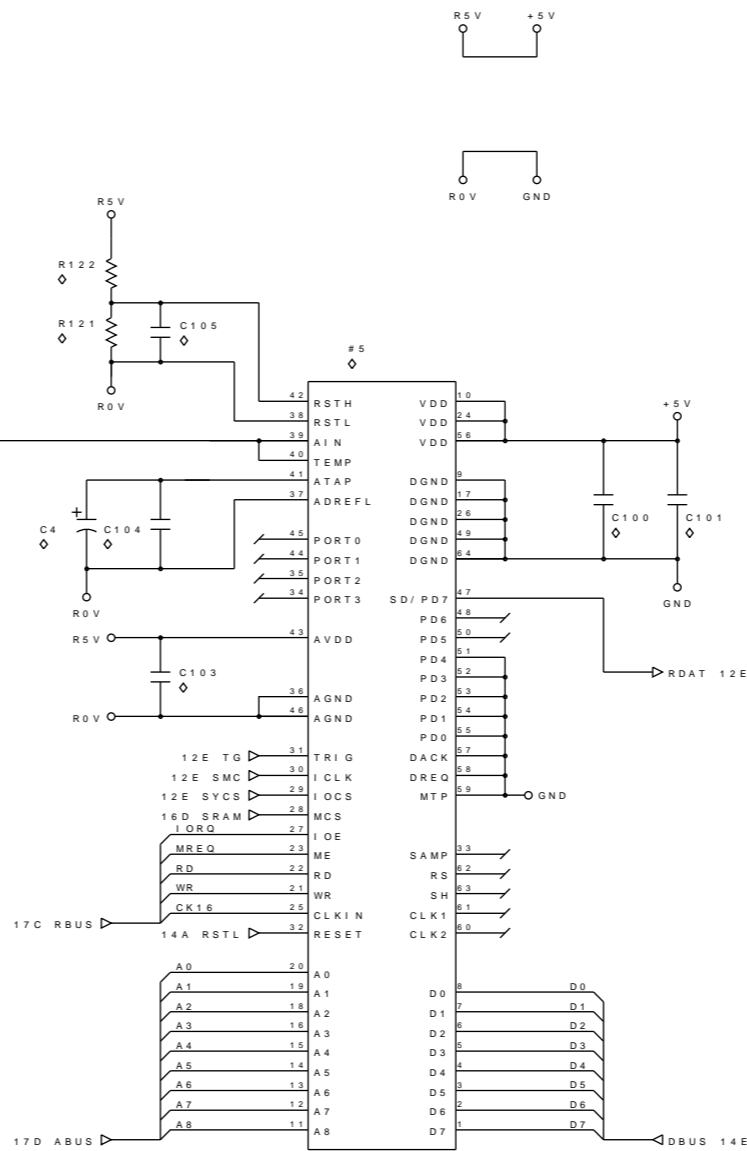 R5V +5V
R0V GND
R5V
R122
R121
C105
R0V
#5
42 RSTH VDD 10
38 RSTL VDD 24
39 AIN VDD 56
40 TEMP
+5V
41 ATAP DGND 9
37 ADREFL DGND 17
DGND 26
45 PORT0 DGND 49
44 PORT1 DGND 64
35 PORT2
34 PORT3 SD/PD7 47
+
C4 C104
C100 C101
R0V
GND
PD6 48
R5V 43 AVDD PD5 50
PD4 51
C103
PD3 52
RDAT 12E
36 AGND PD2 53
R0V 46 AGND PD1 54
PD0 55
12E TG 31 TRIG DACK 57
12E SMC 30 ICLK DREQ 58
12E SYCS 29 IOCS MTP 59 GND
16D SRAM 28 MCS
IORQ 27 IOE
MREQ 23 ME SAMP 33
RD 22 RD RS 62
WR 21 WR SH 63
CK16 25 CLKIN CLK1 61
17C RBUS
14A RSTL 32 RESET CLK2 60
A0 20 A0
A1 19 A1 D0 8 D0
A2 18 A2 D1 7 D1
A3 16 A3 D2 6 D2
A4 15 A4 D3 5 D3
A5 14 A5 D4 4 D4
A6 13 A6 D5 3 D5
A7 12 A7 D6 2 D6
A8 11 A8 D7 1 D7
17D ABUS DBUS 14E